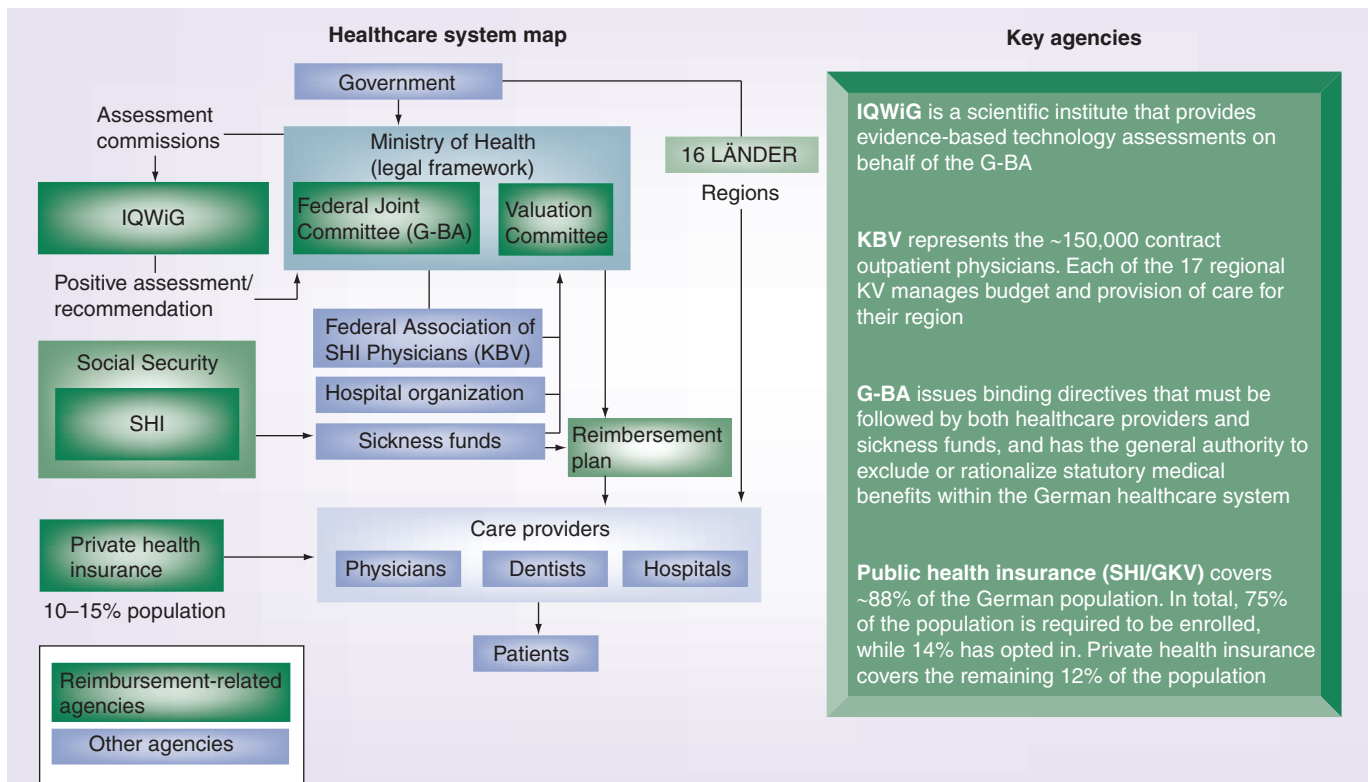 Healthcare system map
Government
Assessment
commissions
Ministry of Health
(legal framework)
16 LÄNDER
Regions
IQWiG
Federal Joint
Committee (G-BA)
Valuation
Committee
Positive assessment/
recommendation
Federal Association of
SHI Physicians (KBV)
Social Security
SHI
Hospital organization
Sickness funds
Reimbersement
plan
Private health
insurance
10–15% population
Care providers
Physicians
Dentists
Hospitals
Patients
Reimbursement-related
agencies
Other agencies
Key agencies
IQWiG is a scientific institute that provides
evidence-based technology assessments on
behalf of the G-BA
KBV represents the ~150,000 contract
outpatient physicians. Each of the 17 regional
KV manages budget and provision of care for
their region
G-BA issues binding directives that must be
followed by both healthcare providers and
sickness funds, and has the general authority to
exclude or rationalize statutory medical
benefits within the German healthcare system
Public health insurance (SHI/GKV) covers
~88% of the German population. In total, 75%
of the population is required to be enrolled,
while 14% has opted in. Private health insurance
covers the remaining 12% of the population